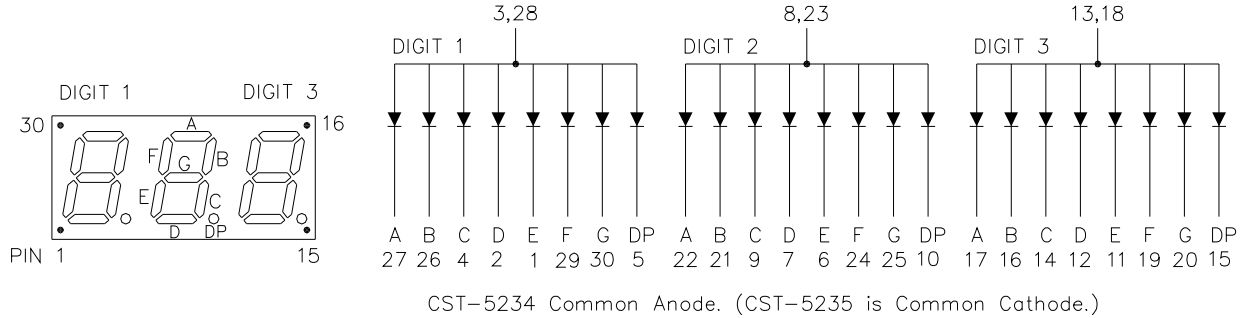 3,28 8,23 13,18
DIGIT 1 DIGIT 2 DIGIT 3
DIGIT 1 DIGIT 3
30 16
A
F B
G
E C
D DP
PIN 1 15
A B C D E F G DP A B C D E F G DP A B C D E F G DP
27 26 4 2 1 29 30 5 22 21 9 7 6 24 25 10 17 16 14 12 11 19 20 15
CST-5234 Common Anode. (CST-5235 is Common Cathode.)